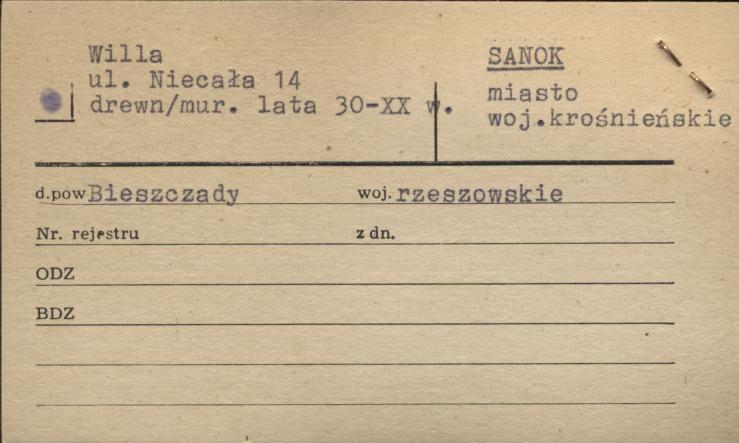 Willa
ul. Niecała 14
drewn/mur. lata 30-XX w.
SANOK
miasto
woj.krośnieńskie
d.pow Bieszczady woj. rzeszowskie
Nr. rejestru z dn.
ODZ
BDZ